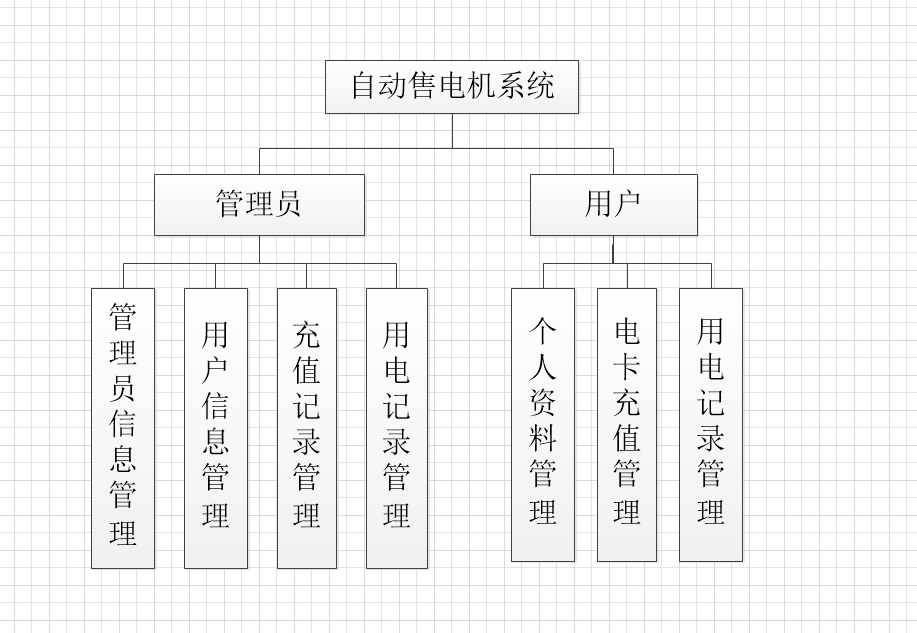 自动售电机系统
管理员
用户
管理员信息管理
用户信息管理
充值记录管理
用电记录管理
个人资料管理
电卡充值管理
用电记录管理